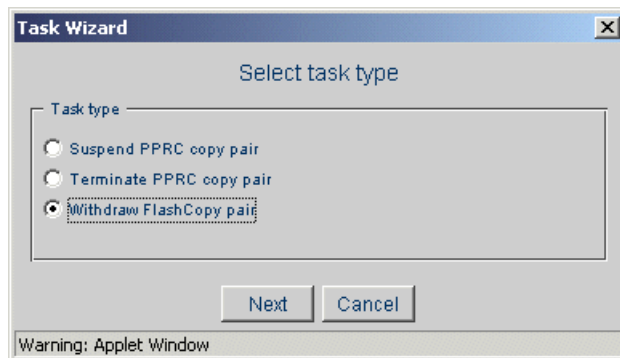 Task Wizard
Select task type
Task type
Suspend PPRC copy pair
Terminate PPRC copy pair
Withdraw FlashCopy pair
Next Cancel
Warning: Applet Window